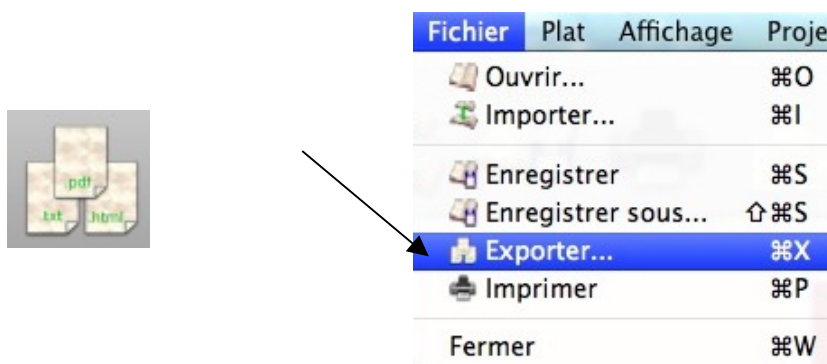 Fichier Plat Affichage Proje
Ouvrir... ⌘O
Importer... ⌘I
Enregistrer ⌘S
Enregistrer sous... ⇧⌘S
Exporter... ⌘X
Imprimer ⌘P
Fermer ⌘W
.pdf
.txt .html